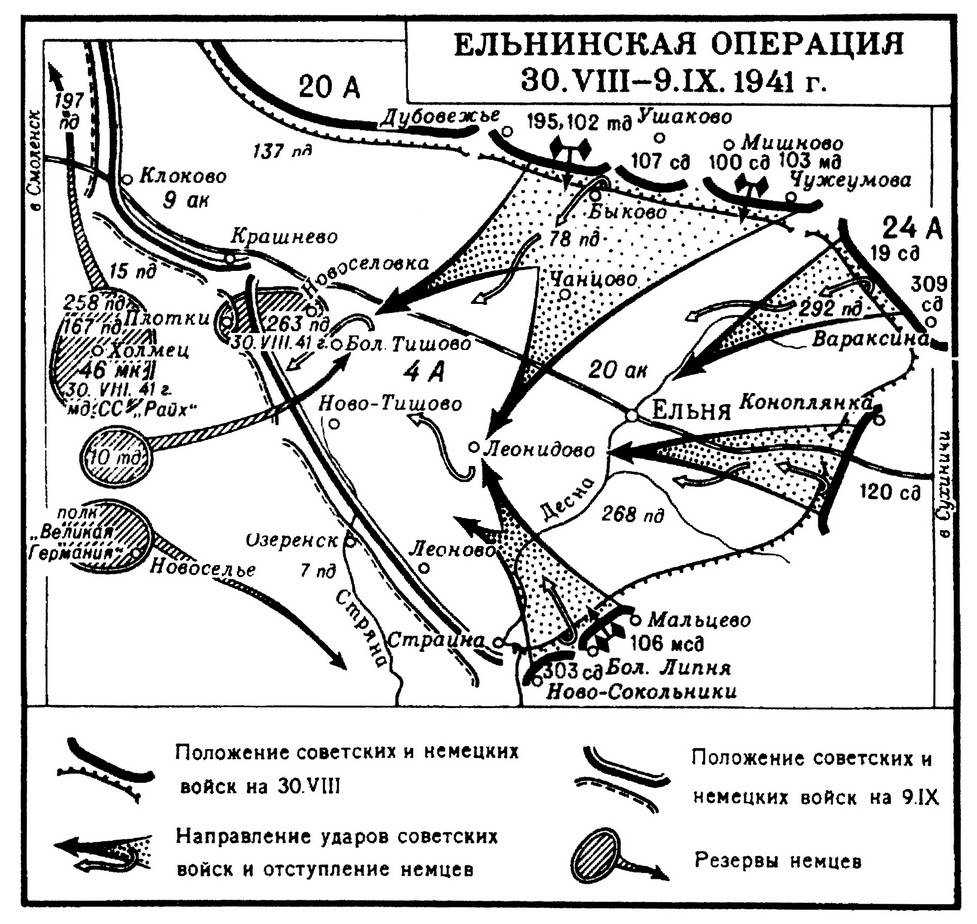 ЕЛЬНИНСКАЯ ОПЕРАЦИЯ
30.VIII–9.IX.1941 г.
20 А
Дубовежье
195,102 тд
Ушаково
197
пд
в Смоленск
137 пд
107 сд
Мишково
100 сд
103 мд
Клоково
9 ак
Чужеумова
Быково
24 А
19 сд
Крашнево
78 пд
309
сд
15 пд
Новоселовка
Чанцово
258 пд
167 пд
Плотки
263 пд
30.VIII.41 г.
292 пд
Вараксина
Холмец
46 мк
30.VIII.41 г.
мд „СС“ „Райх“
Бол. Тишово
4 А
20 ак
Ново-Тишово
Ельня
Коноплянка
Леонидово
10 тд
120 сд
в Сухиничи
полк
„Великая
Германия“
Десна
268 пд
Озеренск
Леоново
Новоселье
7 пд
Стряна
Страина
Мальцево
106 мсд
303 сд
Бол. Липня
Ново-Сокольники
Положение советских и немецких
войск на 30.VIII
Положение советских и
немецких войск на 9.IX
Направление ударов советских
войск и отступление немцев
Резервы немцев